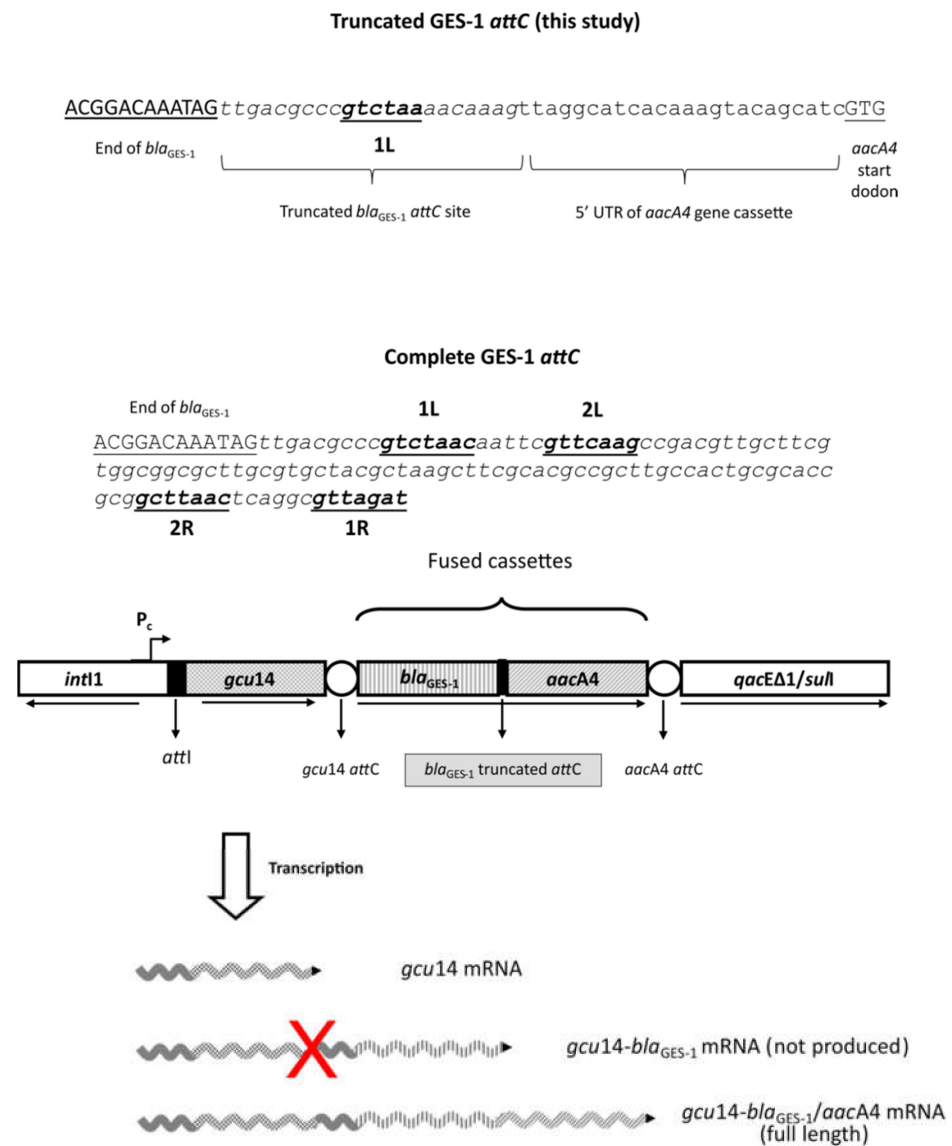 Truncated GES-1 attC (this study)
ACGGACAAATAGttgacgcccgtctaaaacaaagttaggcatcacaaagtacagcatcGTG
End of blaGES-1
1L
aacA4
start
dodon
Truncated blaGES-1 attC site
5' UTR of aacA4 gene cassette
Complete GES-1 attC
End of blaGES-1
1L
2L
ACGGACAAATAGttgacgcccgtctaacaattcgttcaagccgacgttgcttcg
tggcggcgcttgcgtgctacgctaagcttcgcacgccgcttgccactgcgcacc
gcggcttaactcaggcgttagat
2R
1R
Fused cassettes
Pc
intI1
gcu14
blaGES-1
aacA4
qacEΔ1/sulI
attI
gcu14 attC
blaGES-1 truncated attC
aacA4 attC
Transcription
gcu14 mRNA
X
gcu14-blaGES-1 mRNA (not produced)
gcu14-blaGES-1/aacA4 mRNA
(full length)